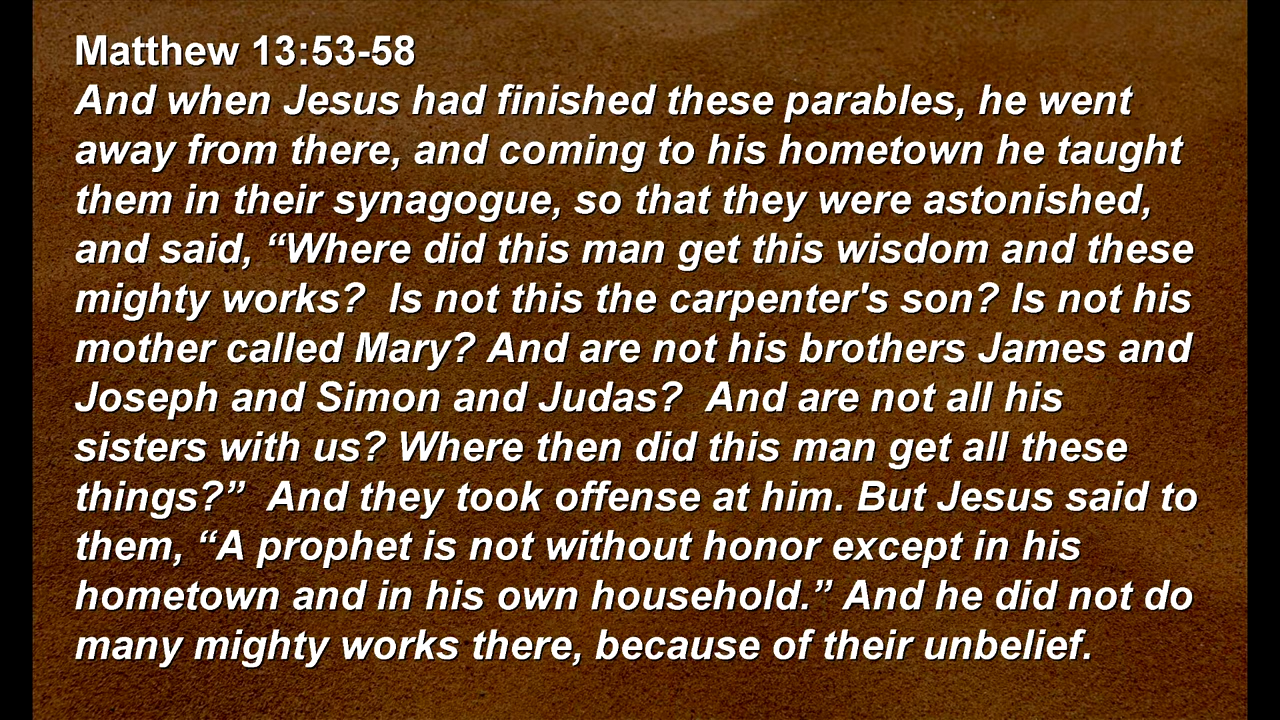 Matthew 13:53-58
And when Jesus had finished these parables, he went
away from there, and coming to his hometown he taught
them in their synagogue, so that they were astonished,
and said, “Where did this man get this wisdom and these
mighty works?  Is not this the carpenter's son? Is not his
mother called Mary? And are not his brothers James and
Joseph and Simon and Judas?  And are not all his
sisters with us? Where then did this man get all these
things?”  And they took offense at him. But Jesus said to
them, “A prophet is not without honor except in his
hometown and in his own household.” And he did not do
many mighty works there, because of their unbelief.